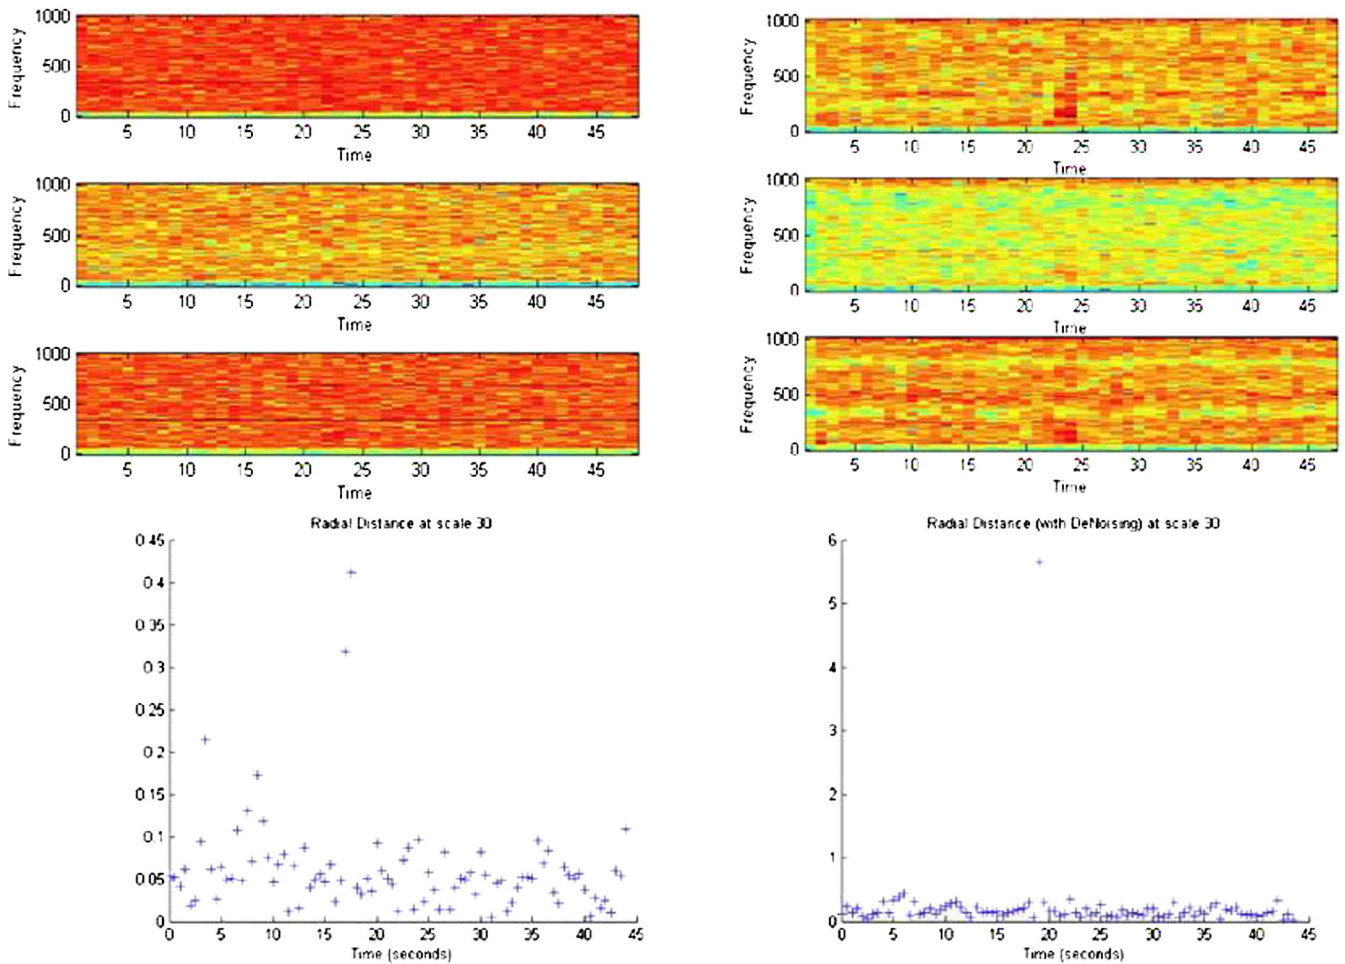 1000
500
0
Frequency
5 10 15 20 25 30 35 40 45
Time
1000
500
0
Frequency
5 10 15 20 25 30 35 40 45
Time
1000
500
0
Frequency
5 10 15 20 25 30 35 40 45
Time
1000
500
0
Frequency
5 10 15 20 25 30 35 40 45
Time
1000
500
0
Frequency
5 10 15 20 25 30 35 40 45
Time
1000
500
0
Frequency
5 10 15 20 25 30 35 40 45
Time
Radial Distance at scale 30
0.45
0.4
0.35
0.3
0.25
0.2
0.15
0.1
0.05
0
0 5 10 15 20 25 30 35 40 45
Time (seconds)
Radial Distance (with DeNoising) at scale 30
6
5
4
3
2
1
0
0 5 10 15 20 25 30 35 40 45
Time (seconds)